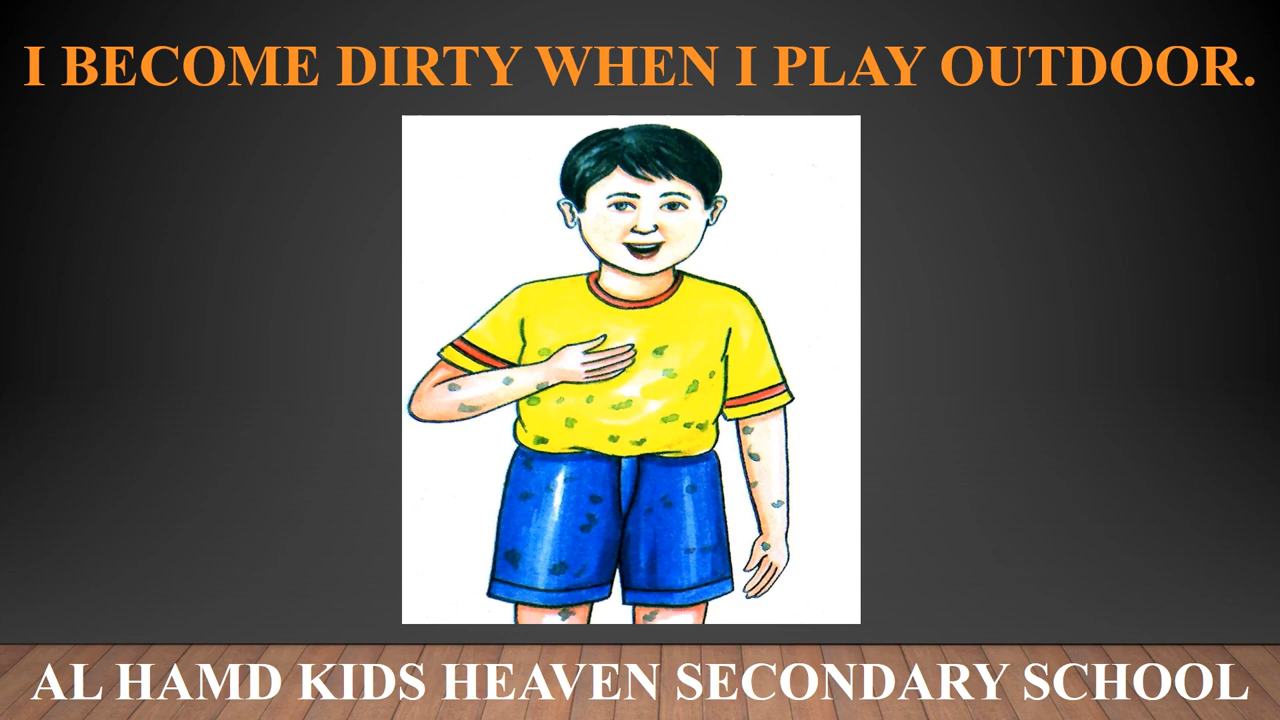 I BECOME DIRTY WHEN I PLAY OUTDOOR.
AL HAMD KIDS HEAVEN SECONDARY SCHOOL